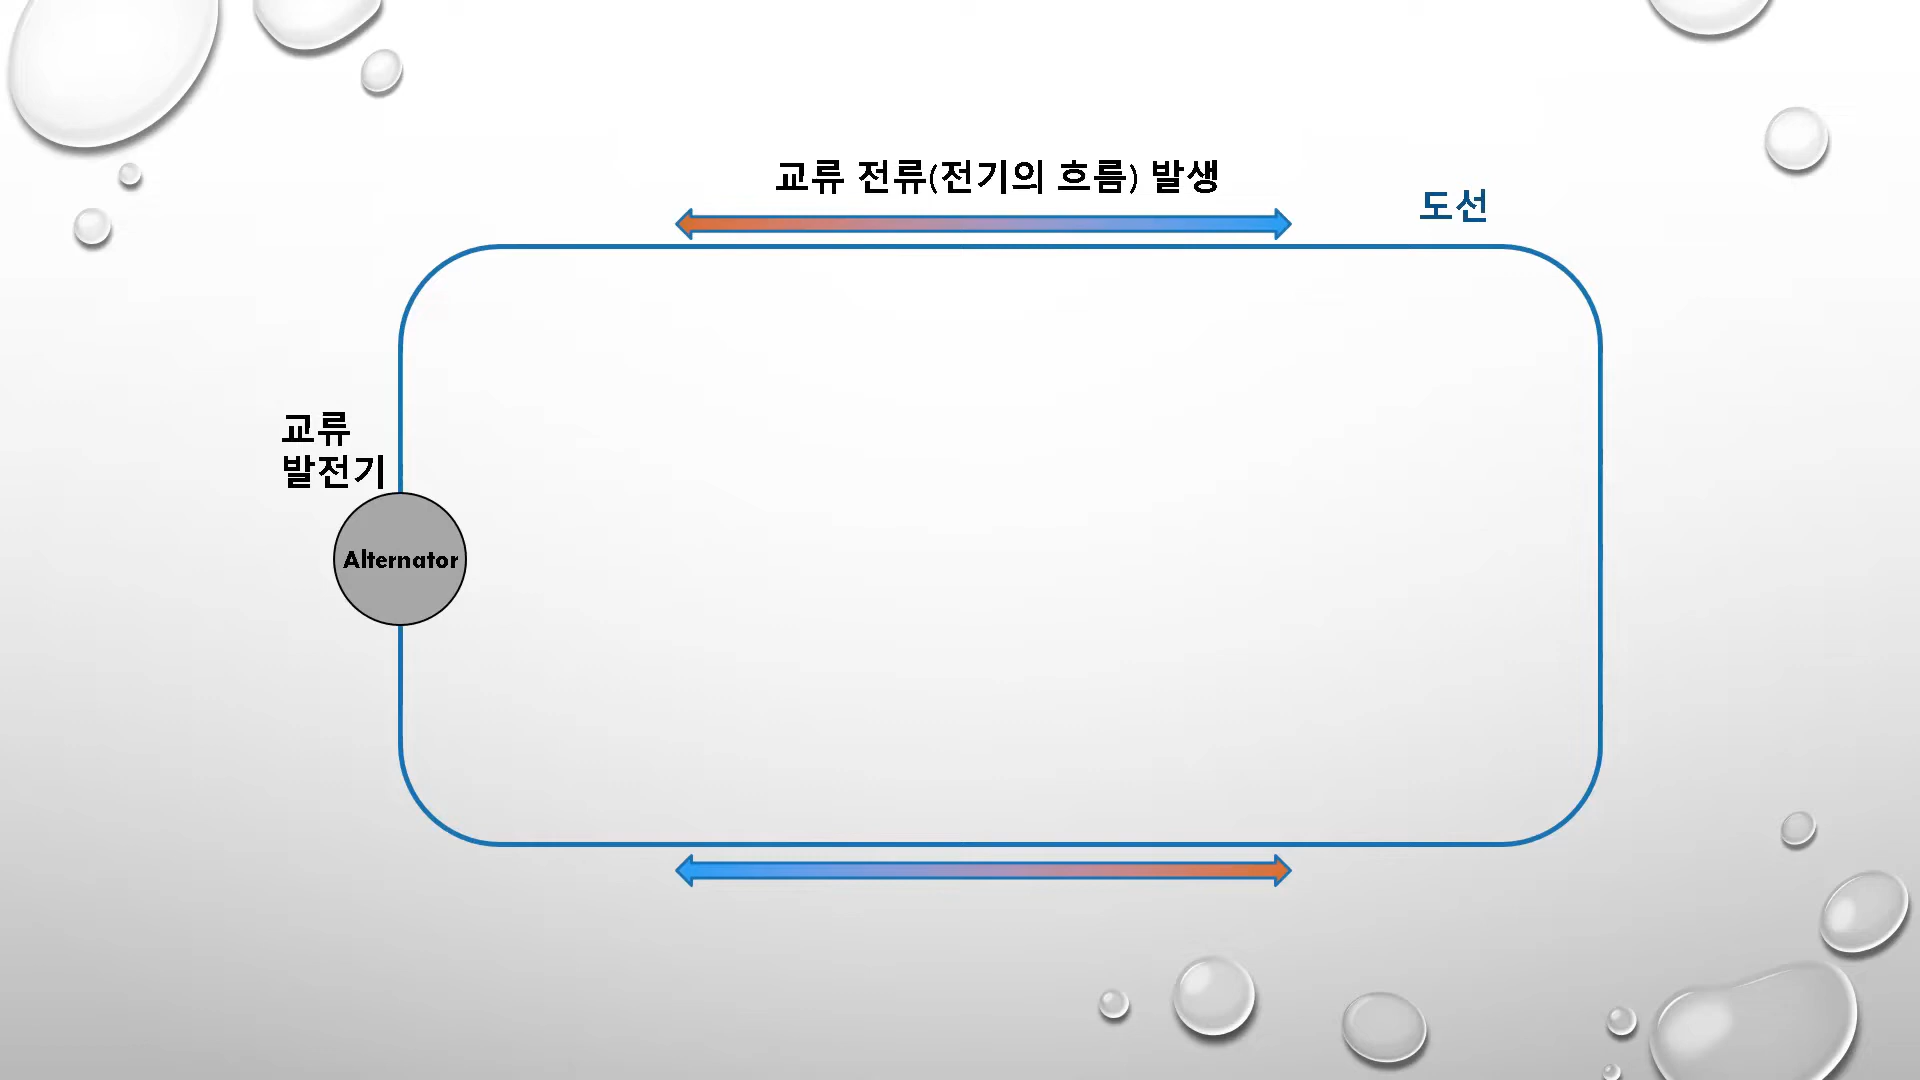 교류 전류(전기의 흐름) 발생
도선
교류
발전기
Alternator